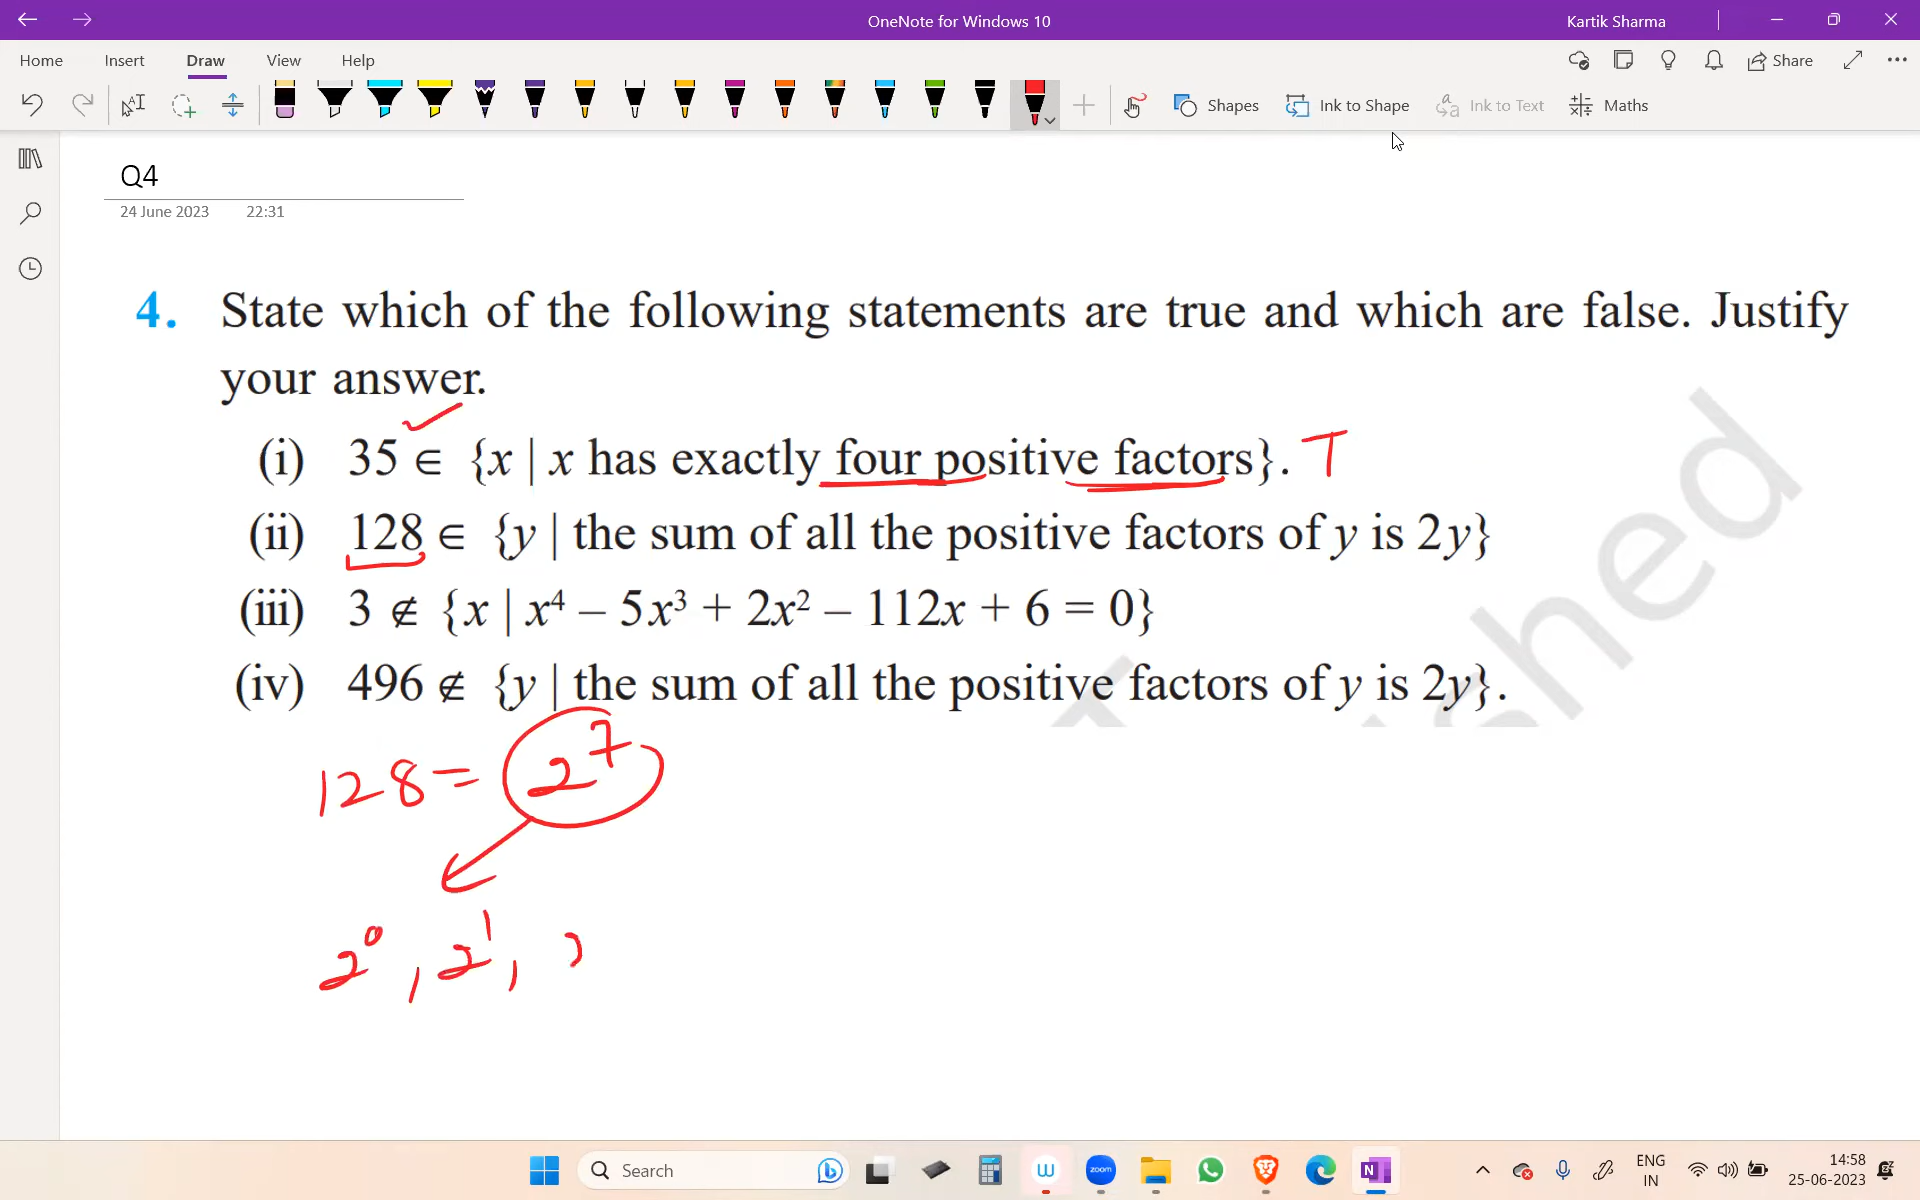 OneNote for Windows 10
Kartik Sharma
Home Insert Draw View Help
Share
Shapes Ink to Shape Ink to Text Maths
Q4
24 June 2023 22:31
4. State which of the following statements are true and which are false. Justify
your answer.
(i) 35 ∈ {x | x has exactly four positive factors}. T
(ii) 128 ∈ {y | the sum of all the positive factors of y is 2y}
(iii) 3 ∉ {x | x⁴ – 5x³ + 2x² – 112x + 6 = 0}
(iv) 496 ∉ {y | the sum of all the positive factors of y is 2y}.
128 = 2⁷
2⁰, 2¹,
Search
zoom
ENG
IN
14:58
25-06-2023